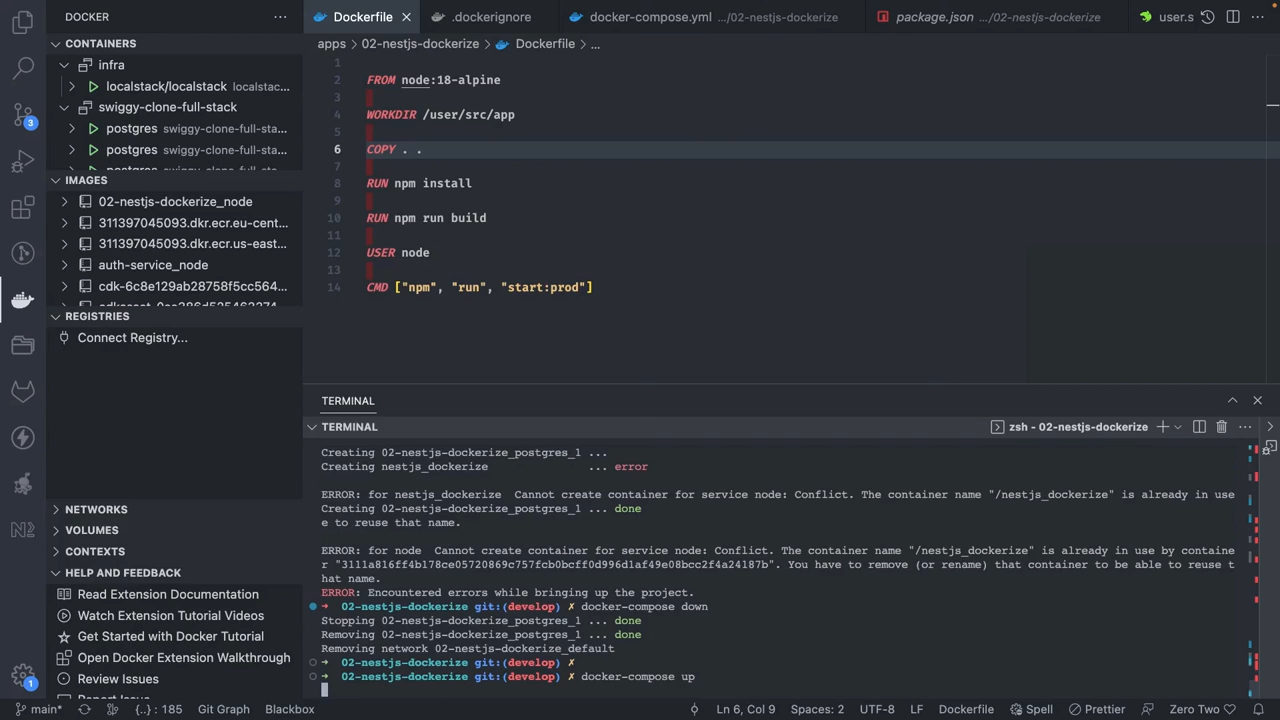 DOCKER
Dockerfile
.dockerignore
docker-compose.yml .../02-nestjs-dockerize
package.json .../02-nestjs-dockerize
user.s
CONTAINERS
infra
localstack/localstack localstac...
swiggy-clone-full-stack
postgres swiggy-clone-full-sta...
postgres swiggy-clone-full-sta...
postgres swiggy-clone-full-sta...
IMAGES
02-nestjs-dockerize_node
311397045093.dkr.ecr.eu-cent...
311397045093.dkr.ecr.us-east...
auth-service_node
cdk-6c8e129ab28758f5cc564...
REGISTRIES
Connect Registry...
NETWORKS
VOLUMES
CONTEXTS
HELP AND FEEDBACK
Read Extension Documentation
Watch Extension Tutorial Videos
Get Started with Docker Tutorial
Open Docker Extension Walkthrough
Review Issues
Report Issue
3
1
apps > 02-nestjs-dockerize > Dockerfile > ...
1
2 FROM node:18-alpine
3
4 WORKDIR /user/src/app
5
6 COPY . .
7
8 RUN npm install
9
10 RUN npm run build
11
12 USER node
13
14 CMD ["npm", "run", "start:prod"]
TERMINAL
TERMINAL
zsh - 02-nestjs-dockerize
Creating 02-nestjs-dockerize_postgres_1 ...
Creating nestjs_dockerize ... error
ERROR: for nestjs_dockerize Cannot create container for service node: Conflict. The container name "/nestjs_dockerize" is already in use
Creating 02-nestjs-dockerize_postgres_1 ... done
e to reuse that name.
ERROR: for node Cannot create container for service node: Conflict. The container name "/nestjs_dockerize" is already in use by containe
r "3111a816ff4b178ce05720869c757fcb0bcff0d996d1af49e08bcc2f4a24187b". You have to remove (or rename) that container to be able to reuse t
hat name.
ERROR: Encountered errors while bringing up the project.
➜ 02-nestjs-dockerize git:(develop) ✗ docker-compose down
Stopping 02-nestjs-dockerize_postgres_1 ... done
Removing 02-nestjs-dockerize_postgres_1 ... done
Removing network 02-nestjs-dockerize_default
➜ 02-nestjs-dockerize git:(develop) ✗
➜ 02-nestjs-dockerize git:(develop) ✗ docker-compose up
main*
{..} : 185
Git Graph
Blackbox
Ln 6, Col 9
Spaces: 2
UTF-8
LF
Dockerfile
Spell
Prettier
Zero Two